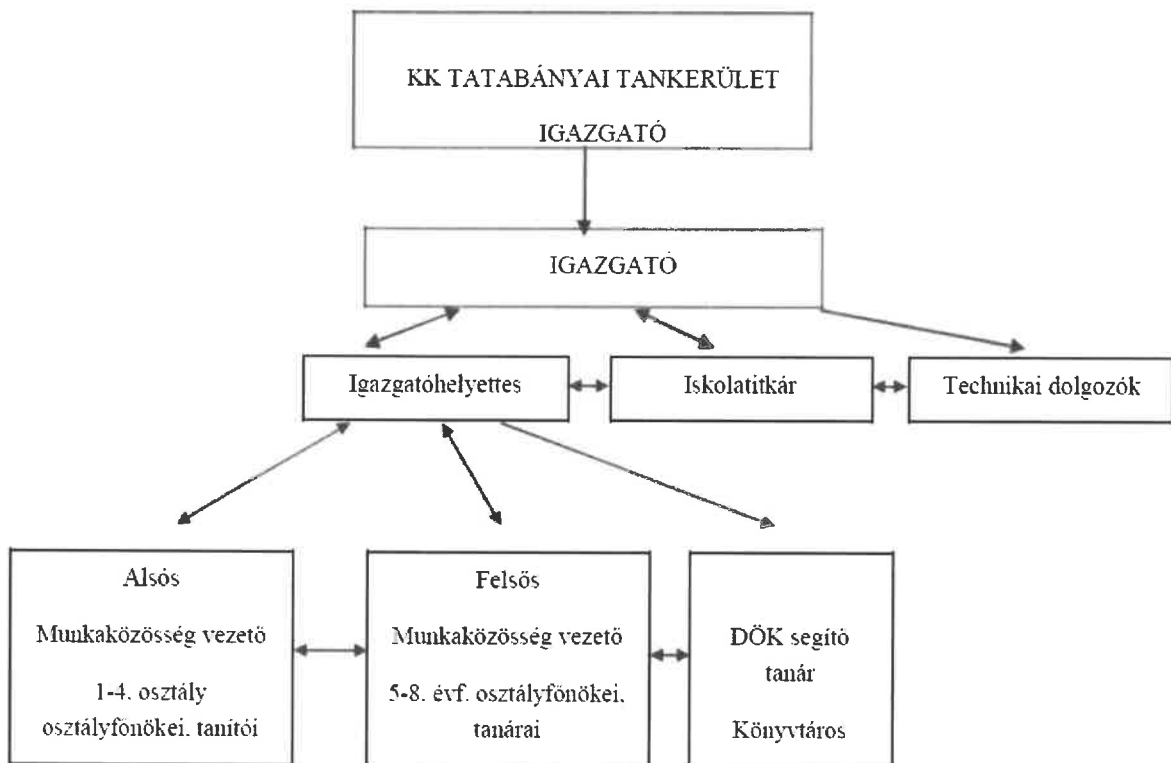 KK TATABÁNYAI TANKERÜLET
IGAZGATÓ
IGAZGATÓ
Igazgatóhelyettes
Iskolatitkár
Technikai dolgozók
Alsós
Munkaközösség vezető
1-4. osztály
osztályfőnökei. tanítói
Felsős
Munkaközösség vezető
5-8. évf. osztályfőnökei.
tanárai
DÖK segítő
tanár
Könyvtáros